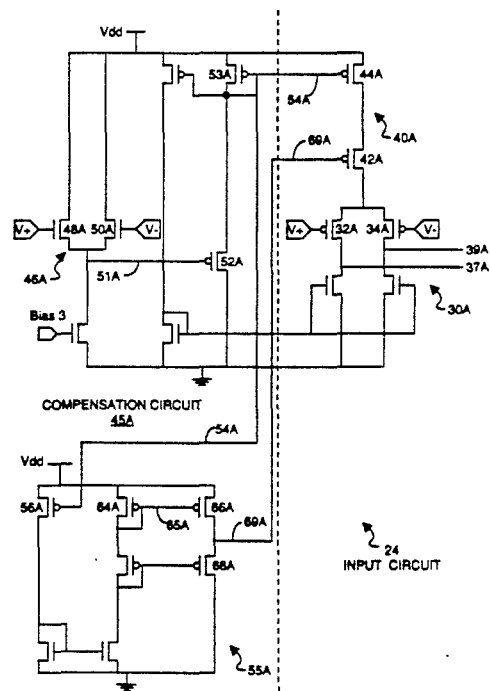 Vdd
53A
44A
54A
40A
69A
42A
V+
48A
50A
V-
V+
32A
34A
V-
39A
37A
46A
51A
52A
30A
Bias 3
COMPENSATION CIRCUIT
45A
54A
Vdd
56A
64A
65A
66A
69A
68A
24
INPUT CIRCUIT
55A